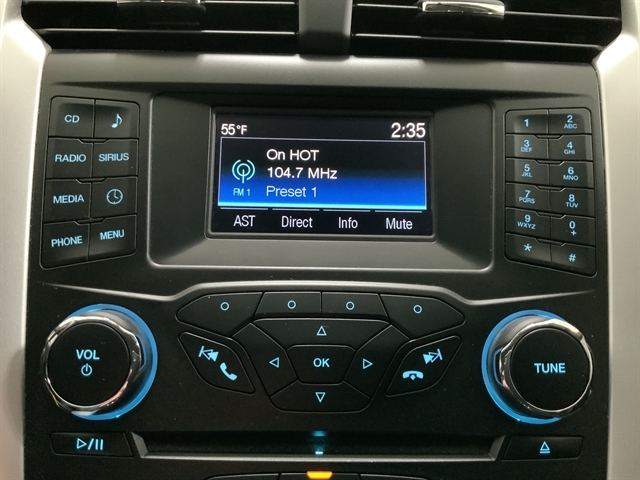 55°F 2:35
On HOT
104.7 MHz
FM 1 Preset 1
AST Direct Info Mute
CD
RADIO SIRIUS
MEDIA
PHONE MENU
1 2 ABC
3 DEF 4 GHI
5 JKL 6 MNO
7 PQRS 8 TUV
9 WXYZ 0 +
* #
VOL
OK
TUNE